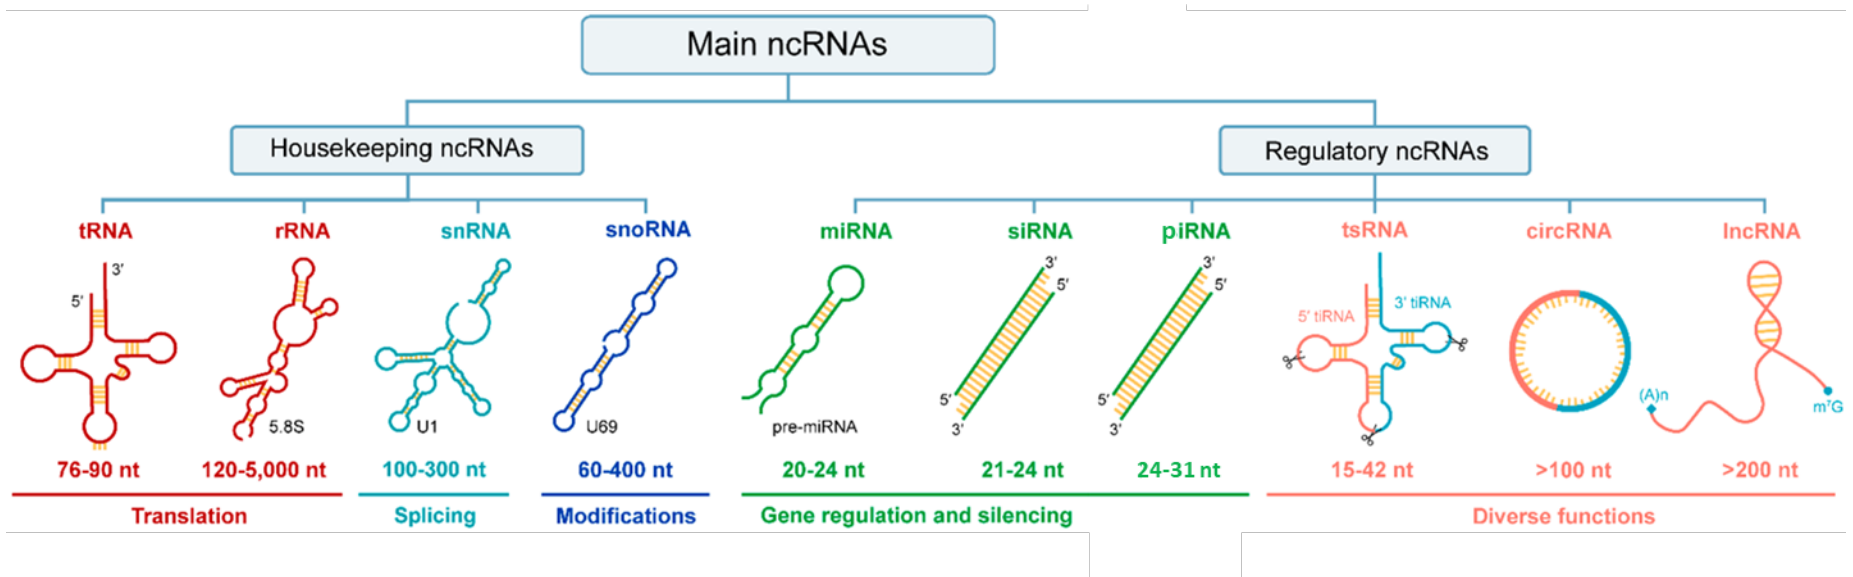 Main ncRNAs
Housekeeping ncRNAs
Regulatory ncRNAs
tRNA
rRNA
snRNA
snoRNA
miRNA
siRNA
piRNA
tsRNA
circRNA
lncRNA
3'
5'
5.8S
U1
U69
pre-miRNA
3'
5'
5'
3'
3'
5'
5'
3'
5' tiRNA
3' tiRNA
(A)n
m⁷G
76-90 nt
120-5,000 nt
100-300 nt
60-400 nt
20-24 nt
21-24 nt
24-31 nt
15-42 nt
>100 nt
>200 nt
Translation
Splicing
Modifications
Gene regulation and silencing
Diverse functions